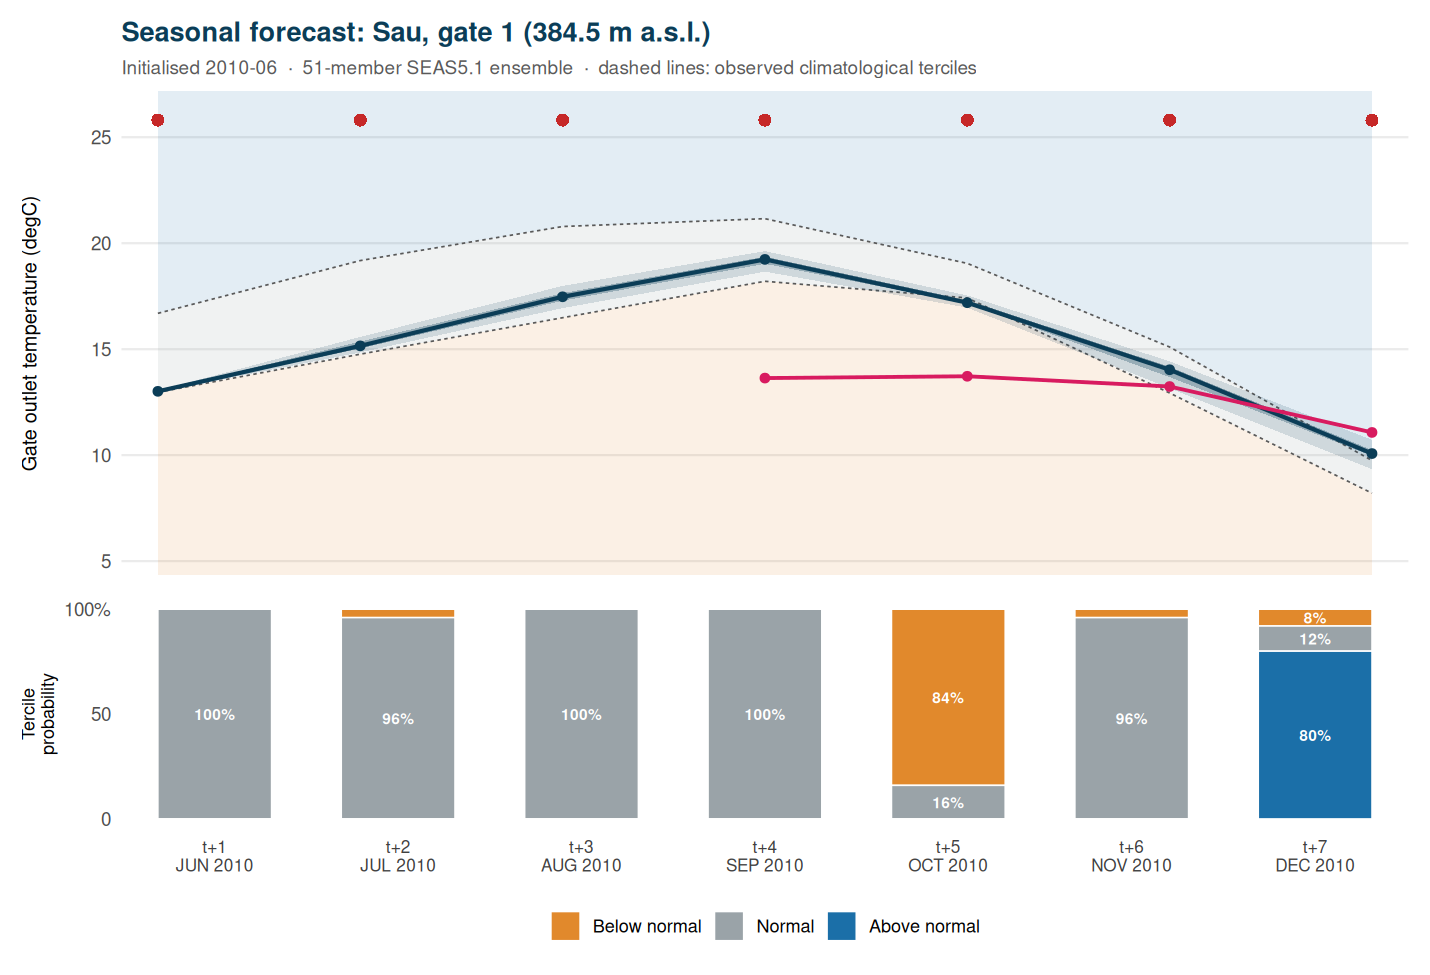 Seasonal forecast: Sau, gate 1 (384.5 m a.s.l.)
Initialised 2010-06 · 51-member SEAS5.1 ensemble · dashed lines: observed climatological terciles
Gate outlet temperature (degC)
25
20
15
10
5
Tercile
probability
100%
50
0
100%
96%
100%
100%
84%
16%
96%
8%
12%
80%
t+1
JUN 2010
t+2
JUL 2010
t+3
AUG 2010
t+4
SEP 2010
t+5
OCT 2010
t+6
NOV 2010
t+7
DEC 2010
Below normal
Normal
Above normal